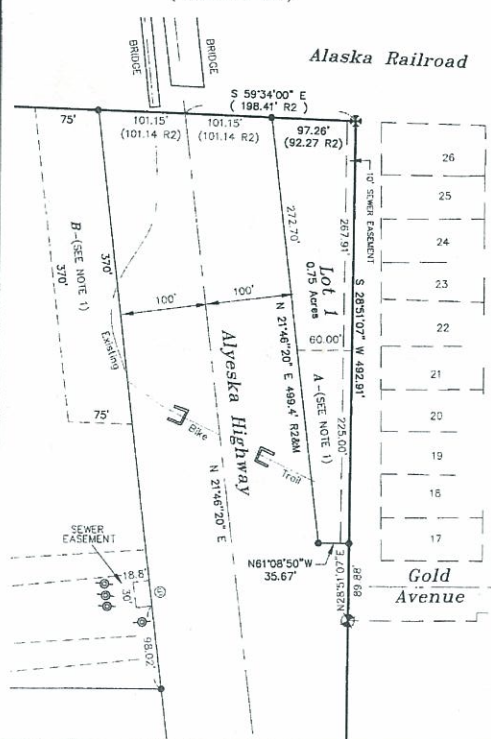 BRIDGE
BRIDGE
Alaska Railroad
S 59°34'00" E
( 198.41' R2 )
75'
101.15'
(101.14 R2)
101.15'
(101.14 R2)
97.26'
(92.27 R2)
10' SEWER EASEMENT
26
25
24
23
22
21
20
19
18
17
B-(SEE NOTE 1)
370'
370'
272.70'
267.91'
Lot 1
0.75 Acres
S 28°51'07" W 492.91'
100'
100'
60.00'
Existing
Alyeska Highway
N 21°46'20" E 499.4' R2&M
A-(SEE NOTE 1)
225.00'
75'
Bike
Trail
N 21°46'20" E
SEWER
EASEMENT
N61°08'50"W
35.67'
N28°51'07"E
89.88'
Gold
Avenue
18.8'
30'
98.02'